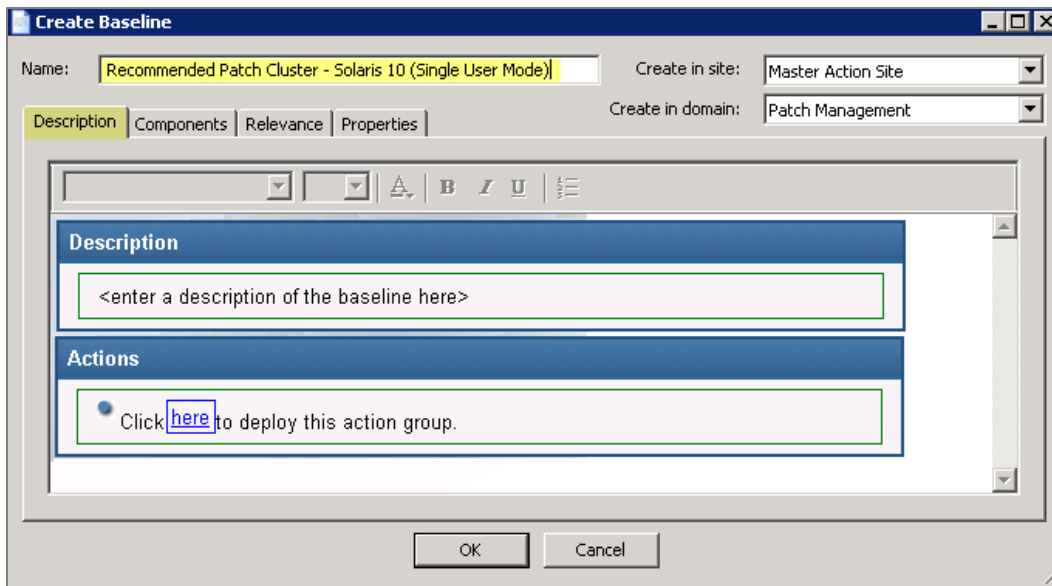 Create Baseline
Name: Recommended Patch Cluster - Solaris 10 (Single User Mode) Create in site: Master Action Site
Create in domain: Patch Management
Description Components Relevance Properties
A B I U
Description
<enter a description of the baseline here>
Actions
Click here to deploy this action group.
OK Cancel